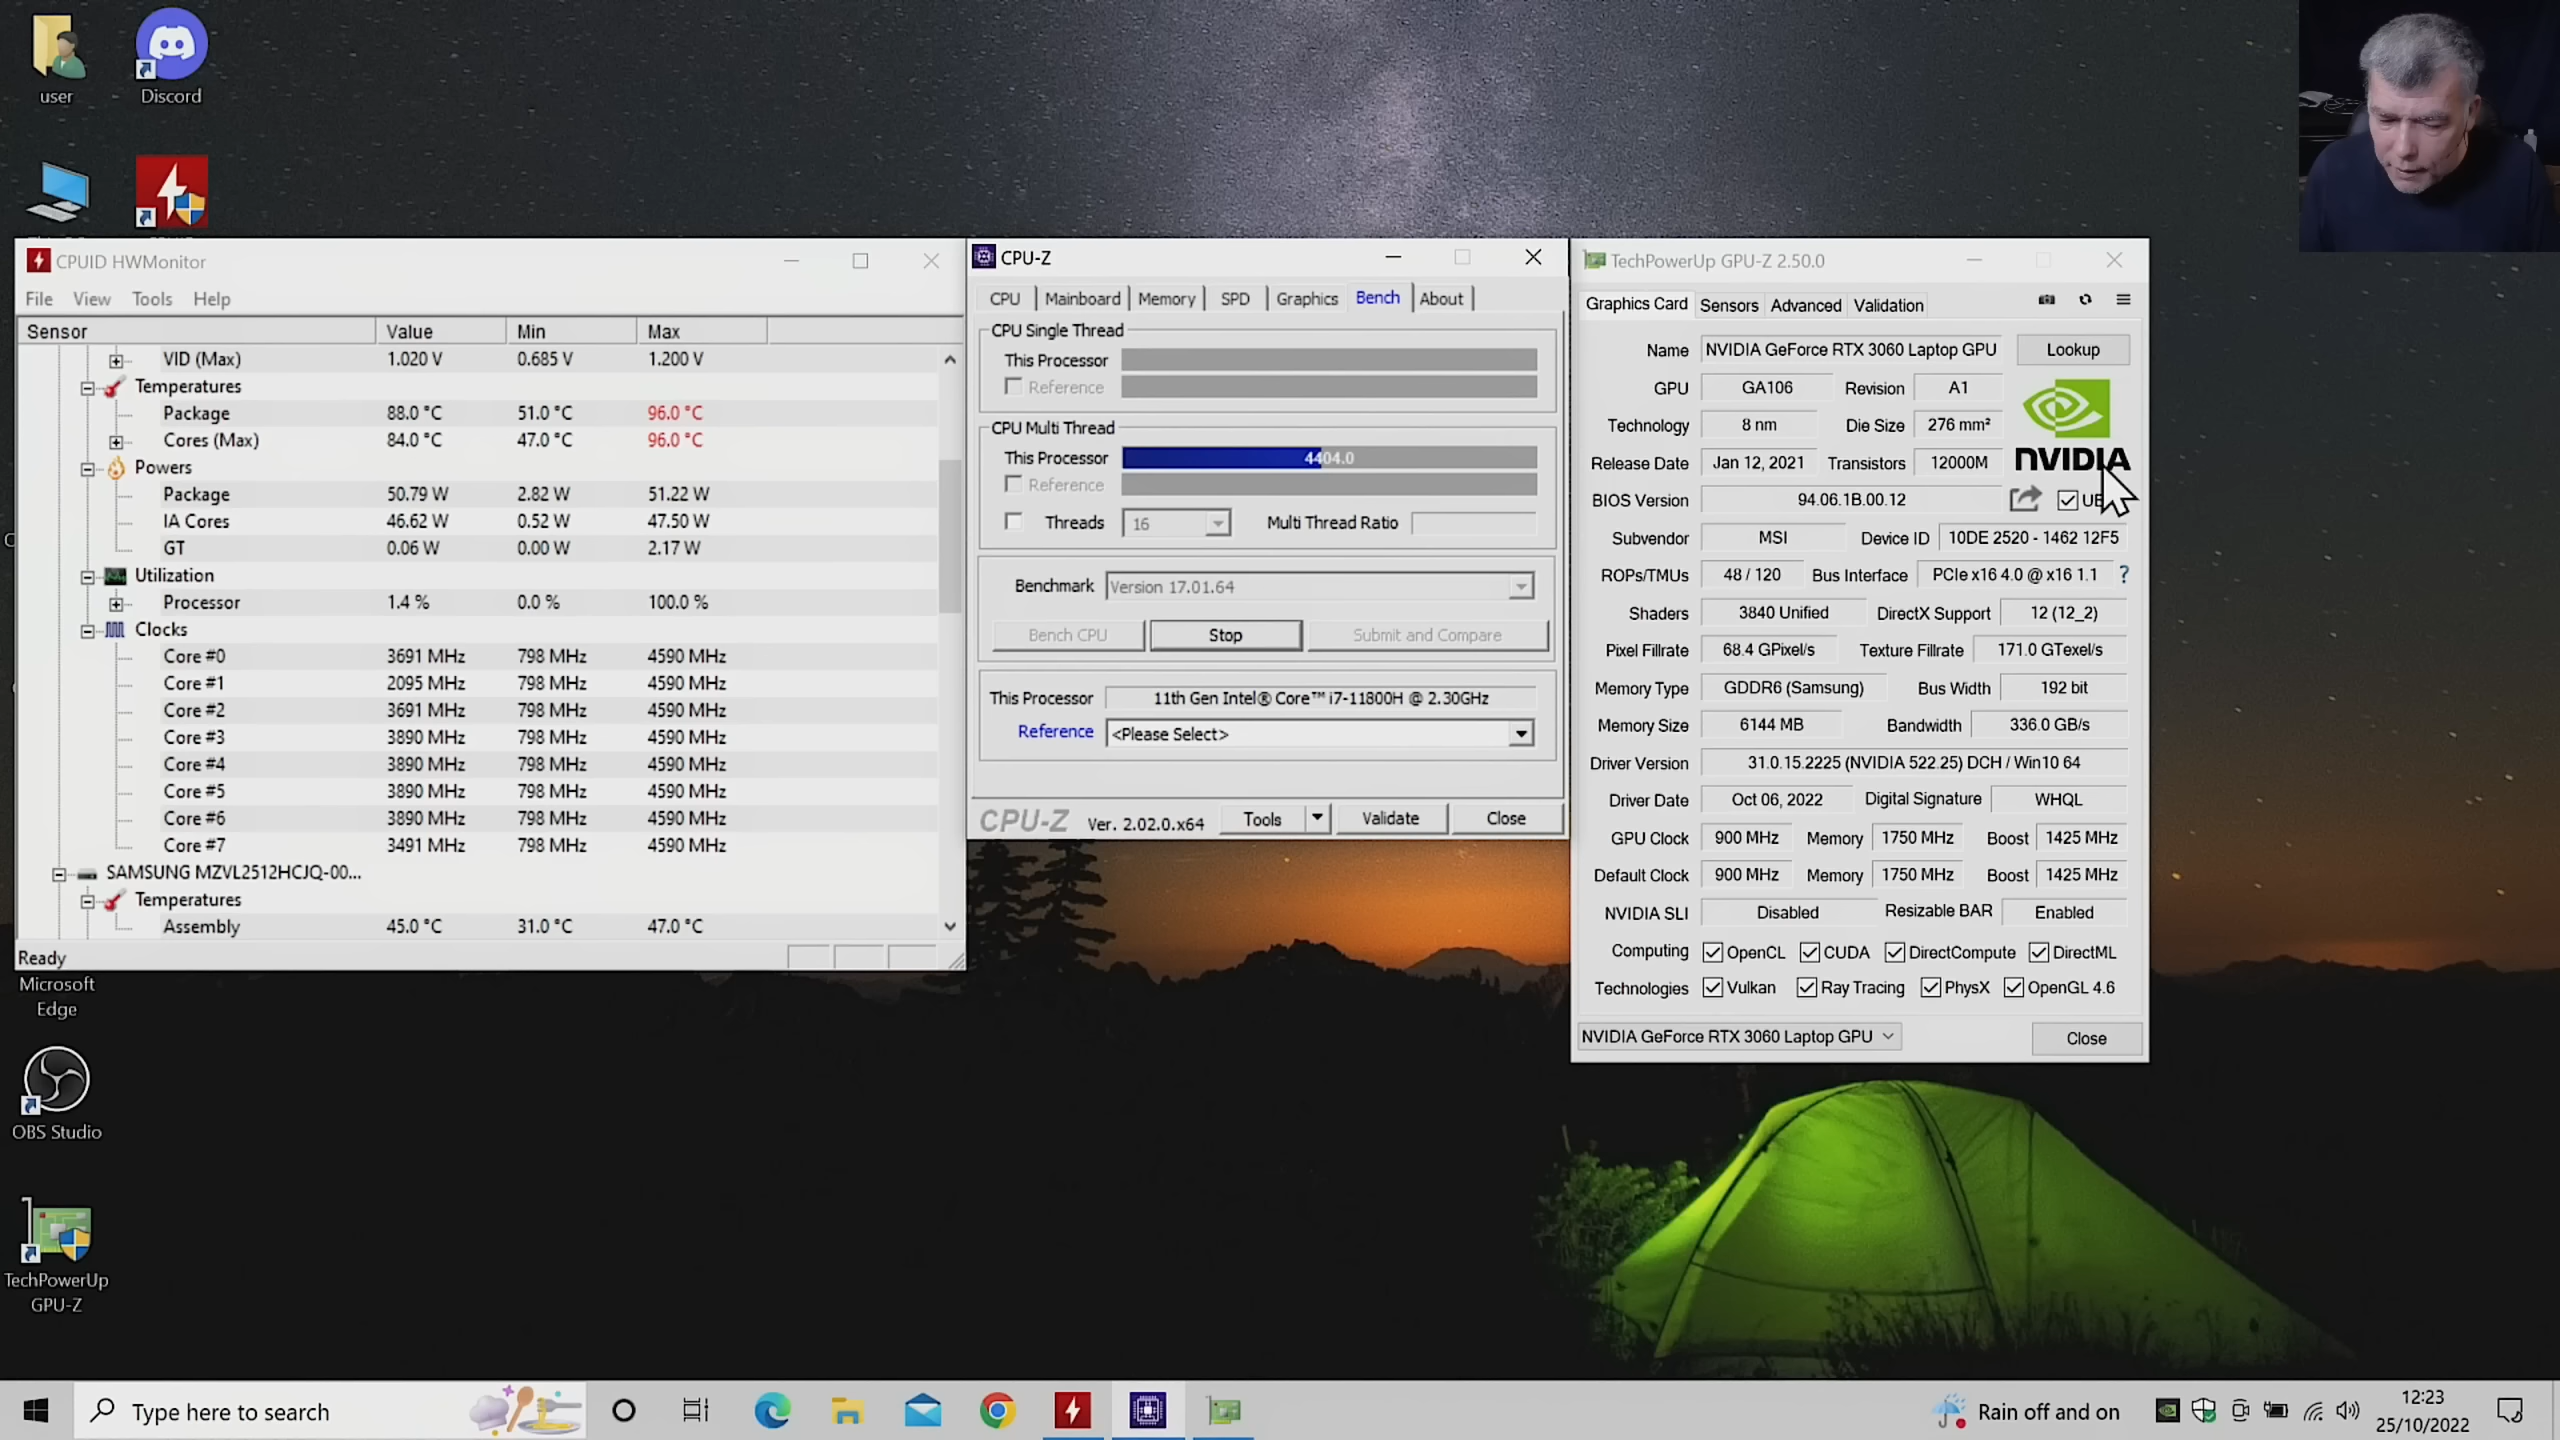 user
Discord
CPUID HWMonitor
File View Tools Help
Sensor Value Min Max
VID (Max) 1.020 V 0.685 V 1.200 V
Temperatures
Package 88.0 °C 51.0 °C 96.0 °C
Cores (Max) 84.0 °C 47.0 °C 96.0 °C
Powers
Package 50.79 W 2.82 W 51.22 W
IA Cores 46.62 W 0.52 W 47.50 W
GT 0.06 W 0.00 W 2.17 W
Utilization
Processor 1.4 % 0.0 % 100.0 %
Clocks
Core #0 3691 MHz 798 MHz 4590 MHz
Core #1 2095 MHz 798 MHz 4590 MHz
Core #2 3691 MHz 798 MHz 4590 MHz
Core #3 3890 MHz 798 MHz 4590 MHz
Core #4 3890 MHz 798 MHz 4590 MHz
Core #5 3890 MHz 798 MHz 4590 MHz
Core #6 3890 MHz 798 MHz 4590 MHz
Core #7 3491 MHz 798 MHz 4590 MHz
SAMSUNG MZVL2512HCJQ-00...
Temperatures
Assembly 45.0 °C 31.0 °C 47.0 °C
Ready
CPU-Z
CPU Mainboard Memory SPD Graphics Bench About
CPU Single Thread
This Processor
Reference
CPU Multi Thread
This Processor 4404.0
Reference
Threads 16 Multi Thread Ratio
Benchmark Version 17.01.64
Bench CPU Stop Submit and Compare
This Processor 11th Gen Intel® Core™ i7-11800H @ 2.30GHz
Reference <Please Select>
CPU-Z Ver. 2.02.0.x64 Tools Validate Close
TechPowerUp GPU-Z 2.50.0
Graphics Card Sensors Advanced Validation
Name NVIDIA GeForce RTX 3060 Laptop GPU Lookup
GPU GA106 Revision A1
Technology 8 nm Die Size 276 mm²
Release Date Jan 12, 2021 Transistors 12000M
NVIDIA
BIOS Version 94.06.1B.00.12
Subvendor MSI Device ID 10DE 2520 - 1462 12F5
ROPs/TMUs 48 / 120 Bus Interface PCIe x16 4.0 @ x16 1.1 ?
Shaders 3840 Unified DirectX Support 12 (12_2)
Pixel Fillrate 68.4 GPixel/s Texture Fillrate 171.0 GTexel/s
Memory Type GDDR6 (Samsung) Bus Width 192 bit
Memory Size 6144 MB Bandwidth 336.0 GB/s
Driver Version 31.0.15.2225 (NVIDIA 522.25) DCH / Win10 64
Driver Date Oct 06, 2022 Digital Signature WHQL
GPU Clock 900 MHz Memory 1750 MHz Boost 1425 MHz
Default Clock 900 MHz Memory 1750 MHz Boost 1425 MHz
NVIDIA SLI Disabled Resizable BAR Enabled
Computing OpenCL CUDA DirectCompute DirectML
Technologies Vulkan Ray Tracing PhysX OpenGL 4.6
NVIDIA GeForce RTX 3060 Laptop GPU Close
Microsoft
Edge
OBS Studio
TechPowerUp
GPU-Z
Type here to search
Rain off and on
12:23
25/10/2022